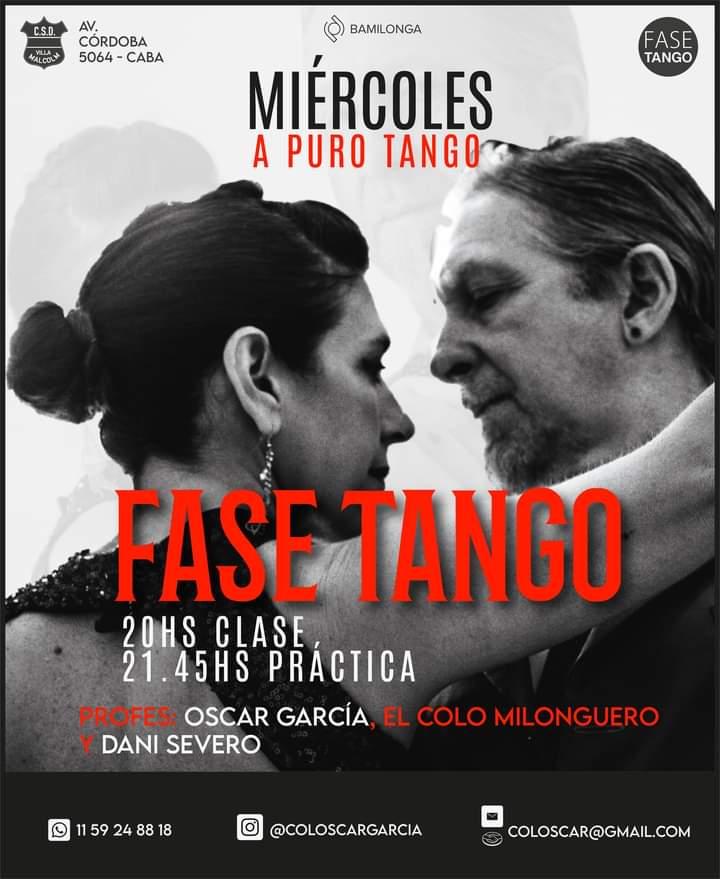 C.S.D.
VILLA
MALCOLM
AV.
CÓRDOBA
5064 - CABA
BAMILONGA
FASE
TANGO
MIÉRCOLES
A PURO TANGO
FASE TANGO
20HS CLASE,
21.45HS PRÁCTICA
PROFES: OSCAR GARCÍA, EL COLO MILONGUERO
Y DANI SEVERO
11 59 24 88 18
@COLOSCARGARCIA
COLOSCAR@GMAIL.COM